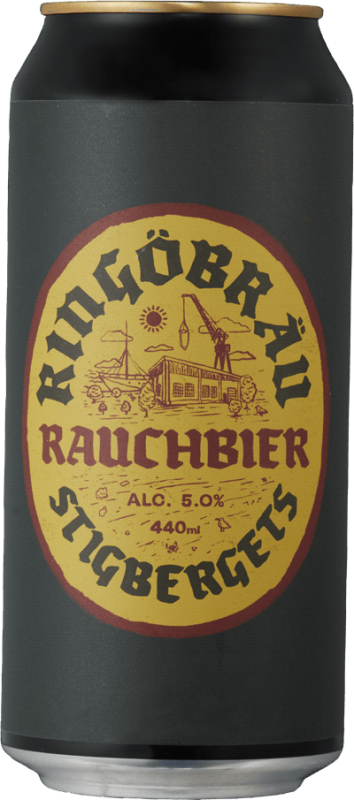 RINGÖBRÄU
RAUCHBIER
ALC. 5.0%
440ml
STIGBERGETS